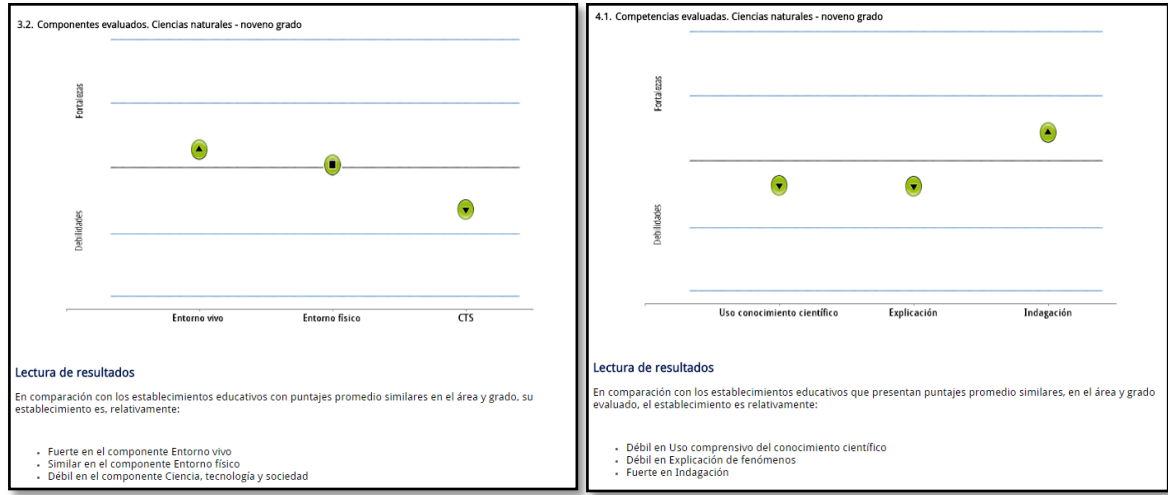 3.2. Componentes evaluados. Ciencias naturales - noveno grado
Fortalezas
Debilidades
Entorno vivo
Entorno físico
CTS
Lectura de resultados
En comparación con los establecimientos educativos con puntajes promedio similares en el área y grado, su
establecimiento es, relativamente:
• Fuerte en el componente Entorno vivo
• Similar en el componente Entorno físico
• Débil en el componente Ciencia, tecnología y sociedad
4.1. Competencias evaluadas. Ciencias naturales - noveno grado
Fortalezas
Debilidades
Uso conocimiento científico
Explicación
Indagación
Lectura de resultados
En comparación con los establecimientos educativos que presentan puntajes promedio similares, en el área y grado
evaluado, el establecimiento es relativamente:
• Débil en Uso comprensivo del conocimiento científico
• Débil en Explicación de fenómenos
• Fuerte en Indagación